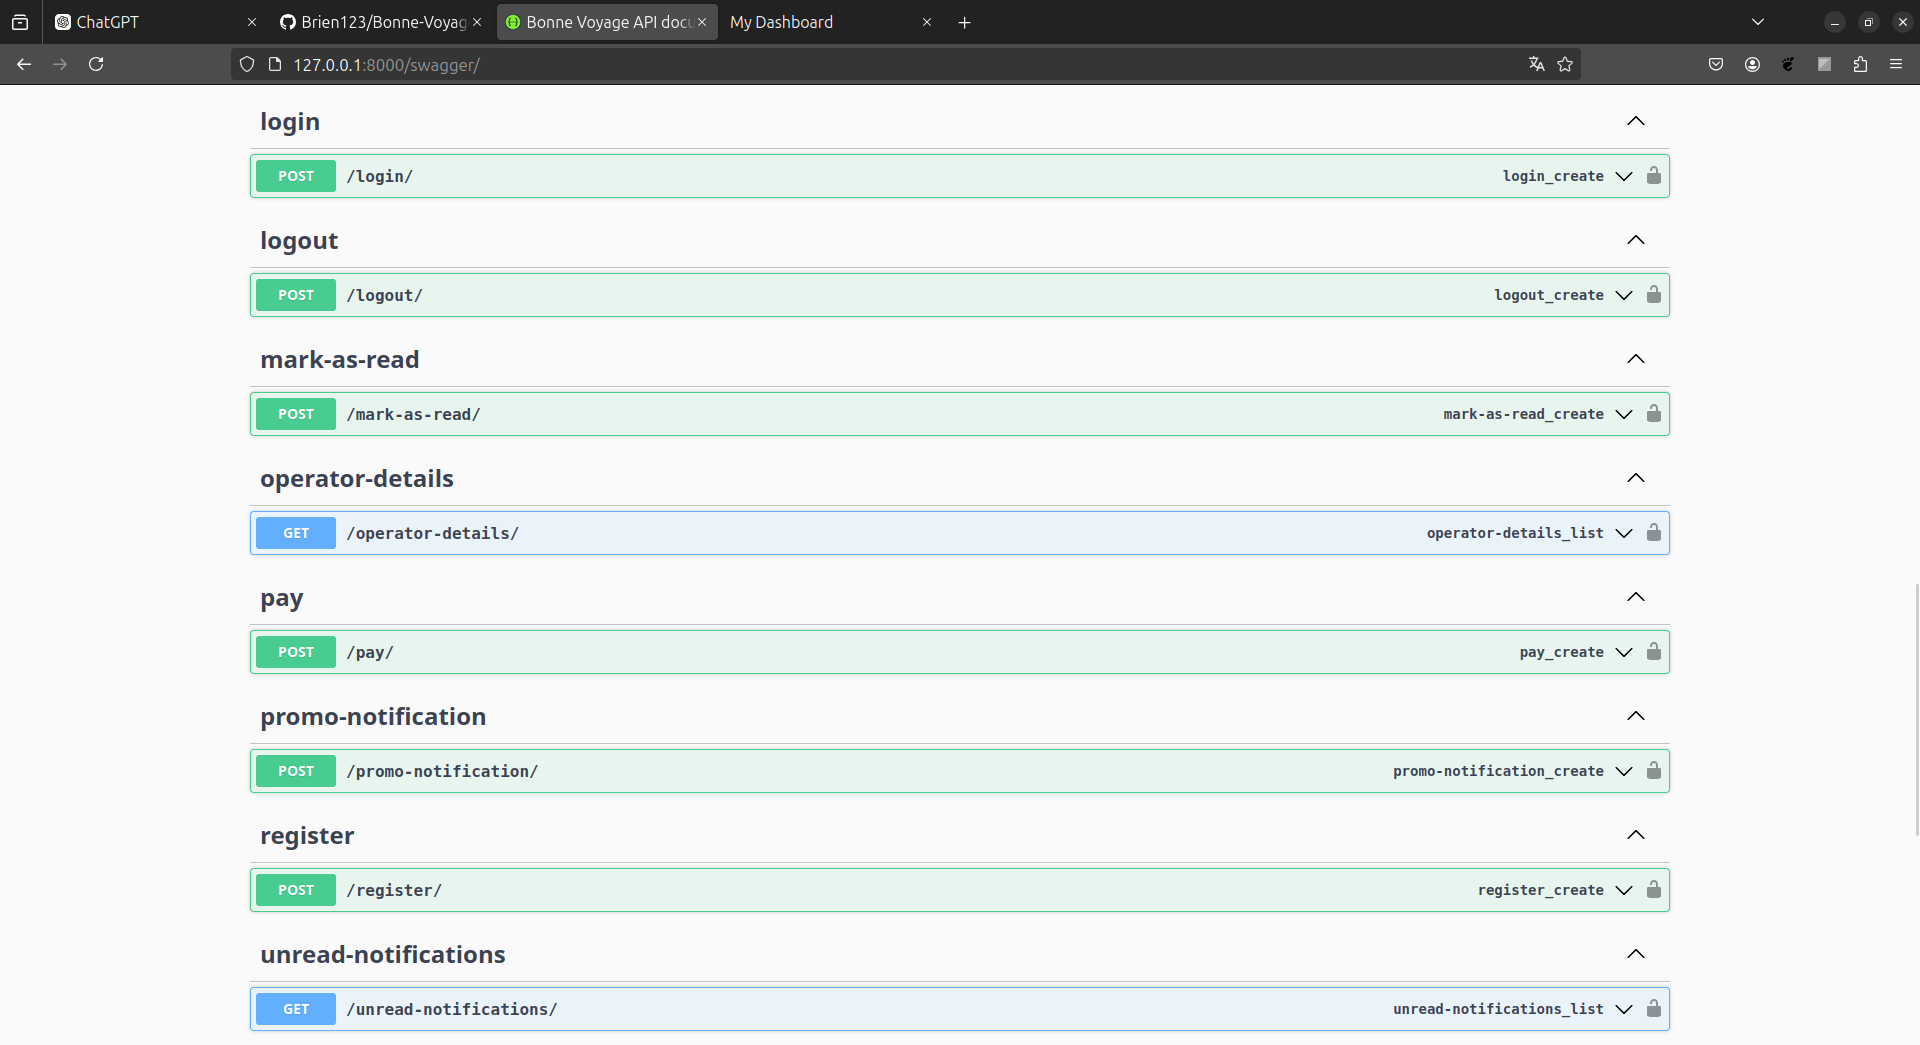 ChatGPT
Brien123/Bonne-Voyag
Bonne Voyage API docu
My Dashboard
127.0.0.1:8000/swagger/
login
POST /login/ login_create
logout
POST /logout/ logout_create
mark-as-read
POST /mark-as-read/ mark-as-read_create
operator-details
GET /operator-details/ operator-details_list
pay
POST /pay/ pay_create
promo-notification
POST /promo-notification/ promo-notification_create
register
POST /register/ register_create
unread-notifications
GET /unread-notifications/ unread-notifications_list